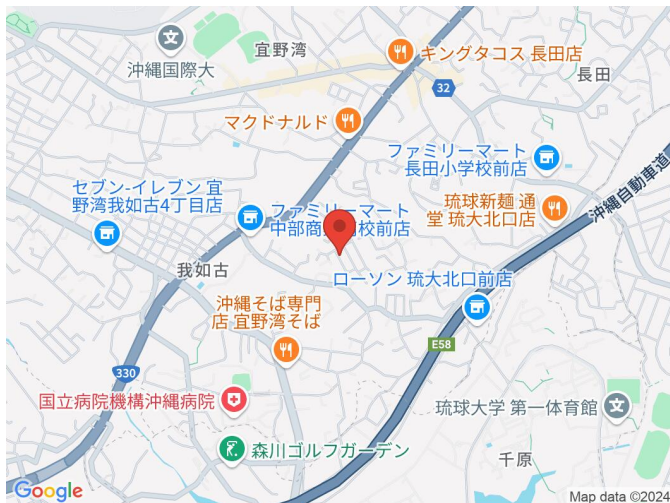 宜野湾
沖縄国際大
キングタコス 長田店
長田
32
マクドナルド
ファミリーマート
長田小学校前店
沖縄自動車道
セブン-イレブン 宜
野湾我如古4丁目店
ファミリーマート
中部商
校前店
琉球新麺 通
堂 琉大北口店
我如古
ローソン 琉大北口前店
沖縄そば専門
店 宜野湾そば
E58
330
国立病院機構沖縄病院
琉球大学 第一体育館
森川ゴルフガーデン
千原
Google
Map data ©2024